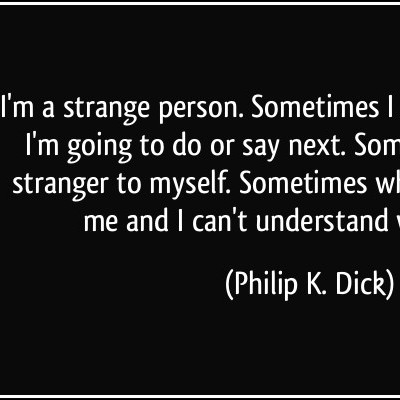 I'm a strange person. Sometimes I
I'm going to do or say next. Som
stranger to myself. Sometimes wh
me and I can't understand
(Philip K. Dick)